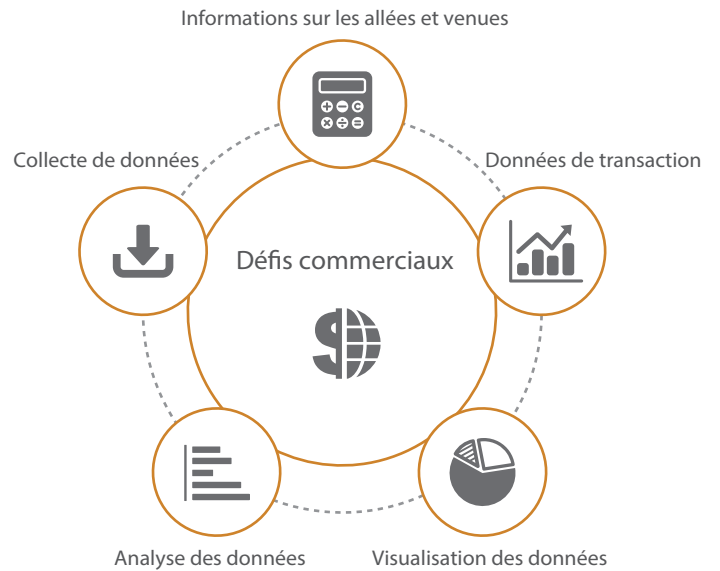 Informations sur les allées et venues
Collecte de données
Données de transaction
Défis commerciaux
Analyse des données
Visualisation des données